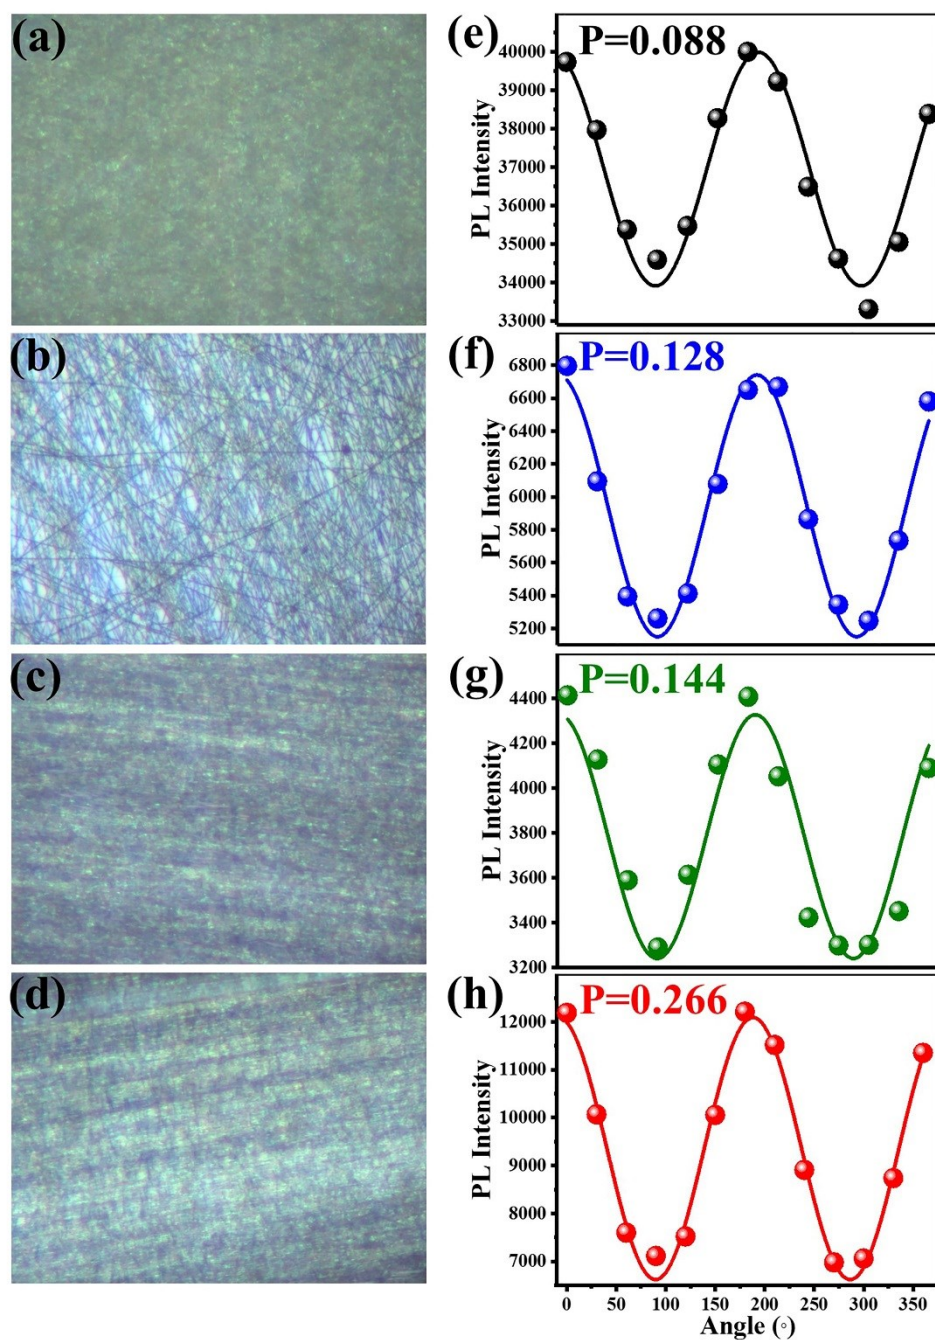 (a)
(e)
P=0.088
40000
39000
38000
37000
36000
35000
34000
33000
PL Intensity
(b)
(f)
P=0.128
6800
6600
6400
6200
6000
5800
5600
5400
5200
PL Intensity
(c)
(g)
P=0.144
4400
4200
4000
3800
3600
3400
3200
PL Intensity
(d)
(h)
P=0.266
12000
11000
10000
9000
8000
7000
PL Intensity
0 50 100 150 200 250 300 350
Angle (◦)